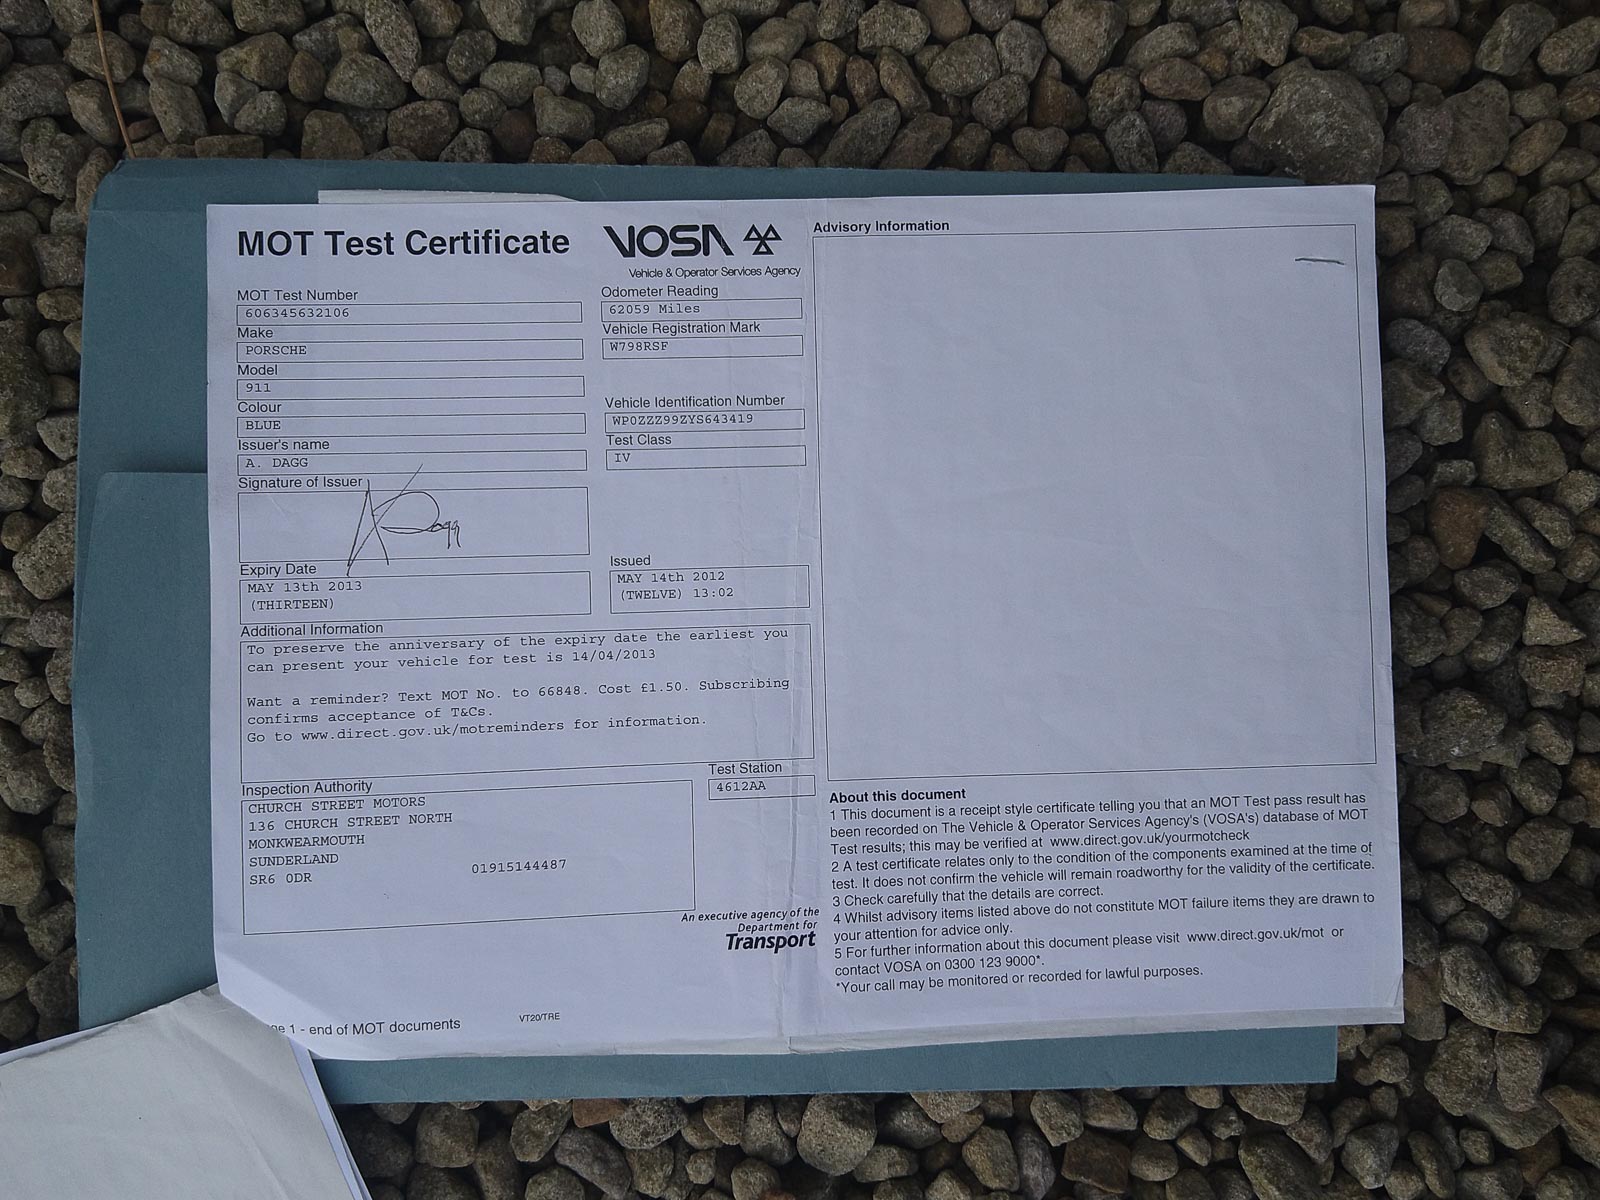 MOT Test Certificate
VOSA
Vehicle & Operator Services Agency
MOT Test Number
606345632106
Make
PORSCHE
Model
911
Colour
BLUE
Issuer's name
A. DAGG
Signature of Issuer
A Dagg
Expiry Date
MAY 13th 2013
(THIRTEEN)
Odometer Reading
62059 Miles
Vehicle Registration Mark
W798RSF
Vehicle Identification Number
WP0ZZZ99ZYS643419
Test Class
IV
Issued
MAY 14th 2012
(TWELVE) 13:02
Additional Information
To preserve the anniversary of the expiry date the earliest you
can present your vehicle for test is 14/04/2013
Want a reminder? Text MOT No. to 66848. Cost £1.50. Subscribing
confirms acceptance of T&Cs.
Go to www.direct.gov.uk/motreminders for information.
Inspection Authority
CHURCH STREET MOTORS
136 CHURCH STREET NORTH
MONKWEARMOUTH
SUNDERLAND
SR6 0DR
01915144487
Test Station
4612AA
An executive agency of the
Department for
Transport
1 - end of MOT documents
VT20/TRE
Advisory Information
About this document
1 This document is a receipt style certificate telling you that an MOT Test pass result has
been recorded on The Vehicle & Operator Services Agency's (VOSA's) database of MOT
Test results; this may be verified at www.direct.gov.uk/yourmotcheck
2 A test certificate relates only to the condition of the components examined at the time of
test. It does not confirm the vehicle will remain roadworthy for the validity of the certificate.
3 Check carefully that the details are correct.
4 Whilst advisory items listed above do not constitute MOT failure items they are drawn to
your attention for advice only.
5 For further information about this document please visit www.direct.gov.uk/mot or
contact VOSA on 0300 123 9000*.
*Your call may be monitored or recorded for lawful purposes.